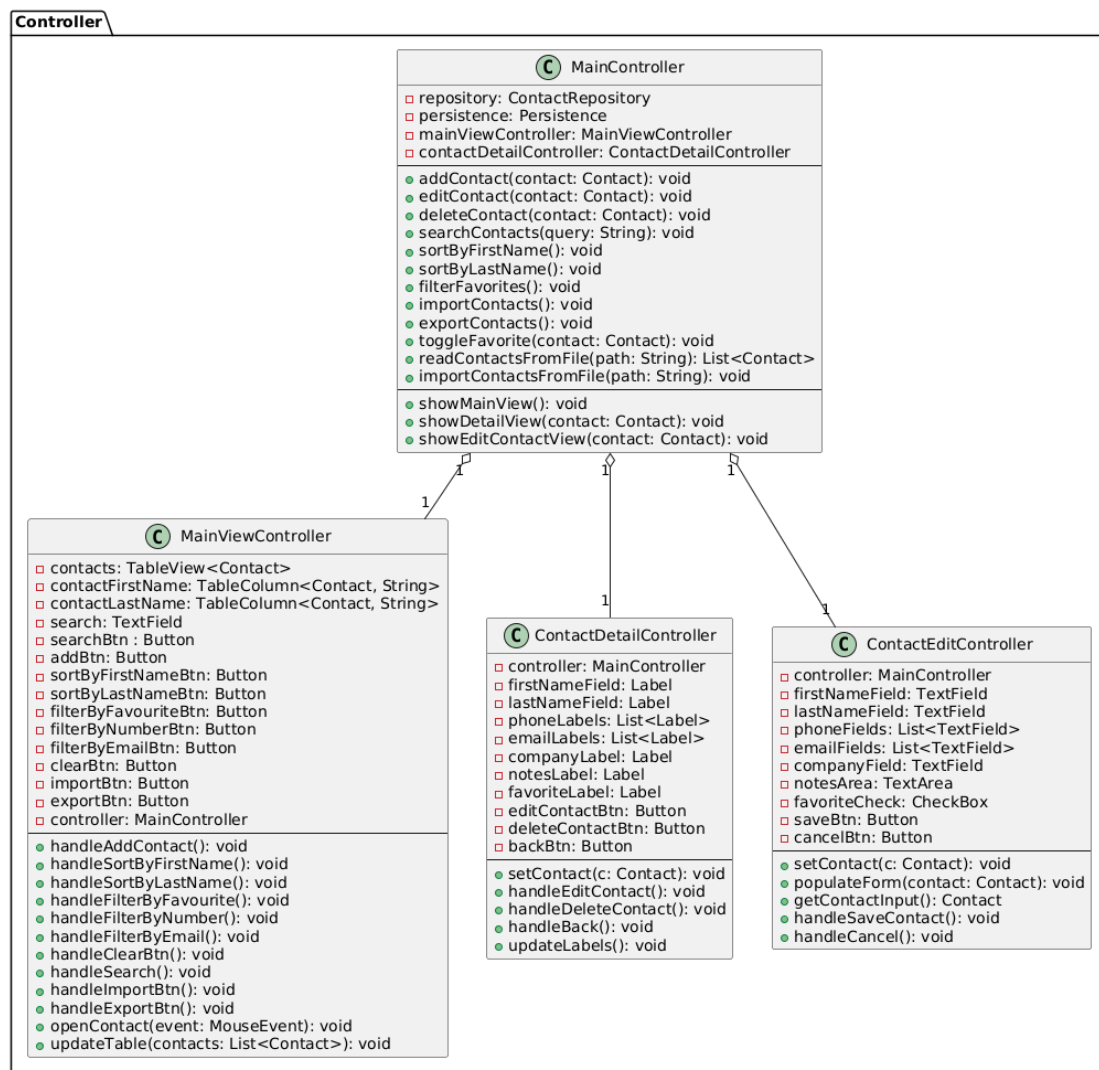 Controller
C MainController
repository: ContactRepository
persistence: Persistence
mainViewController: MainViewController
contactDetailController: ContactDetailController
addContact(contact: Contact): void
editContact(contact: Contact): void
deleteContact(contact: Contact): void
searchContacts(query: String): void
sortByFirstName(): void
sortByLastName(): void
filterFavorites(): void
importContacts(): void
exportContacts(): void
toggleFavorite(contact: Contact): void
readContactsFromFile(path: String): List<Contact>
importContactsFromFile(path: String): void
showMainView(): void
showDetailView(contact: Contact): void
showEditContactView(contact: Contact): void
1 1 1
1
1
1
C MainViewController
contacts: TableView<Contact>
contactFirstName: TableColumn<Contact, String>
contactLastName: TableColumn<Contact, String>
search: TextField
searchBtn : Button
addBtn: Button
sortByFirstNameBtn: Button
sortByLastNameBtn: Button
filterByFavouriteBtn: Button
filterByNumberBtn: Button
filterByEmailBtn: Button
clearBtn: Button
importBtn: Button
exportBtn: Button
controller: MainController
handleAddContact(): void
handleSortByFirstName(): void
handleSortByLastName(): void
handleFilterByFavourite(): void
handleFilterByNumber(): void
handleFilterByEmail(): void
handleClearBtn(): void
handleSearch(): void
handleImportBtn(): void
handleExportBtn(): void
openContact(event: MouseEvent): void
updateTable(contacts: List<Contact>): void
C ContactDetailController
controller: MainController
firstNameField: Label
lastNameField: Label
phoneLabels: List<Label>
emailLabels: List<Label>
companyLabel: Label
notesLabel: Label
favoriteLabel: Label
editContactBtn: Button
deleteContactBtn: Button
backBtn: Button
setContact(c: Contact): void
handleEditContact(): void
handleDeleteContact(): void
handleBack(): void
updateLabels(): void
C ContactEditController
controller: MainController
firstNameField: TextField
lastNameField: TextField
phoneFields: List<TextField>
emailFields: List<TextField>
companyField: TextField
notesArea: TextArea
favoriteCheck: CheckBox
saveBtn: Button
cancelBtn: Button
setContact(c: Contact): void
populateForm(contact: Contact): void
getContactInput(): Contact
handleSaveContact(): void
handleCancel(): void